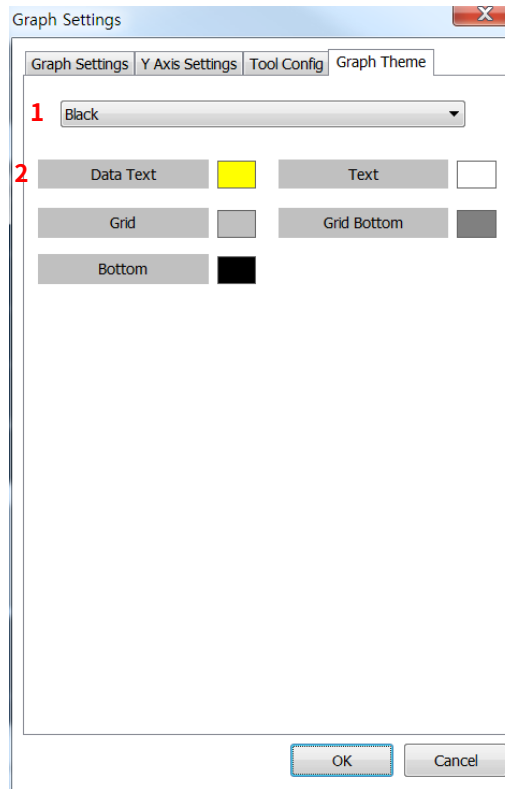 Graph Settings
X
Graph Settings Y Axis Settings Tool Config Graph Theme
1 Black
2 Data Text Text
Grid Grid Bottom
Bottom
OK Cancel